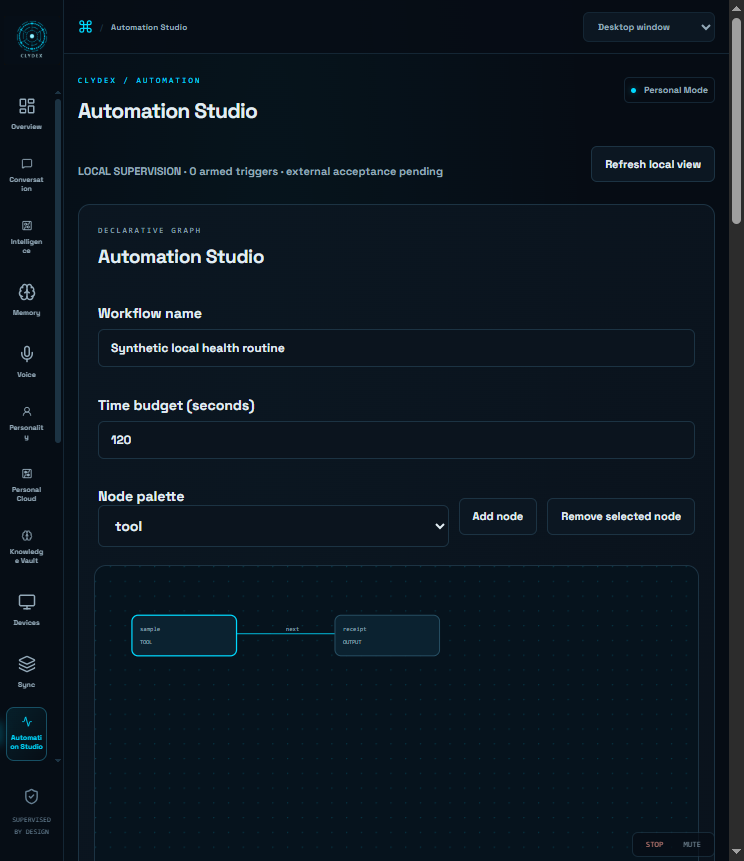 CLYDEX
Overview
Conversat
ion
Intelligen
ce
Memory
Voice
Personalit
y
Personal
Cloud
Knowledg
e Vault
Devices
Sync
Automati
on Studio
SUPERVISED
BY DESIGN
⌘ / Automation Studio
Desktop window
CLYDEX / AUTOMATION
Personal Mode
Automation Studio
LOCAL SUPERVISION · 0 armed triggers · external acceptance pending
Refresh local view
DECLARATIVE GRAPH
Automation Studio
Workflow name
Synthetic local health routine
Time budget (seconds)
120
Node palette
tool
Add node
Remove selected node
sample
TOOL
next
receipt
OUTPUT
STOP
MUTE